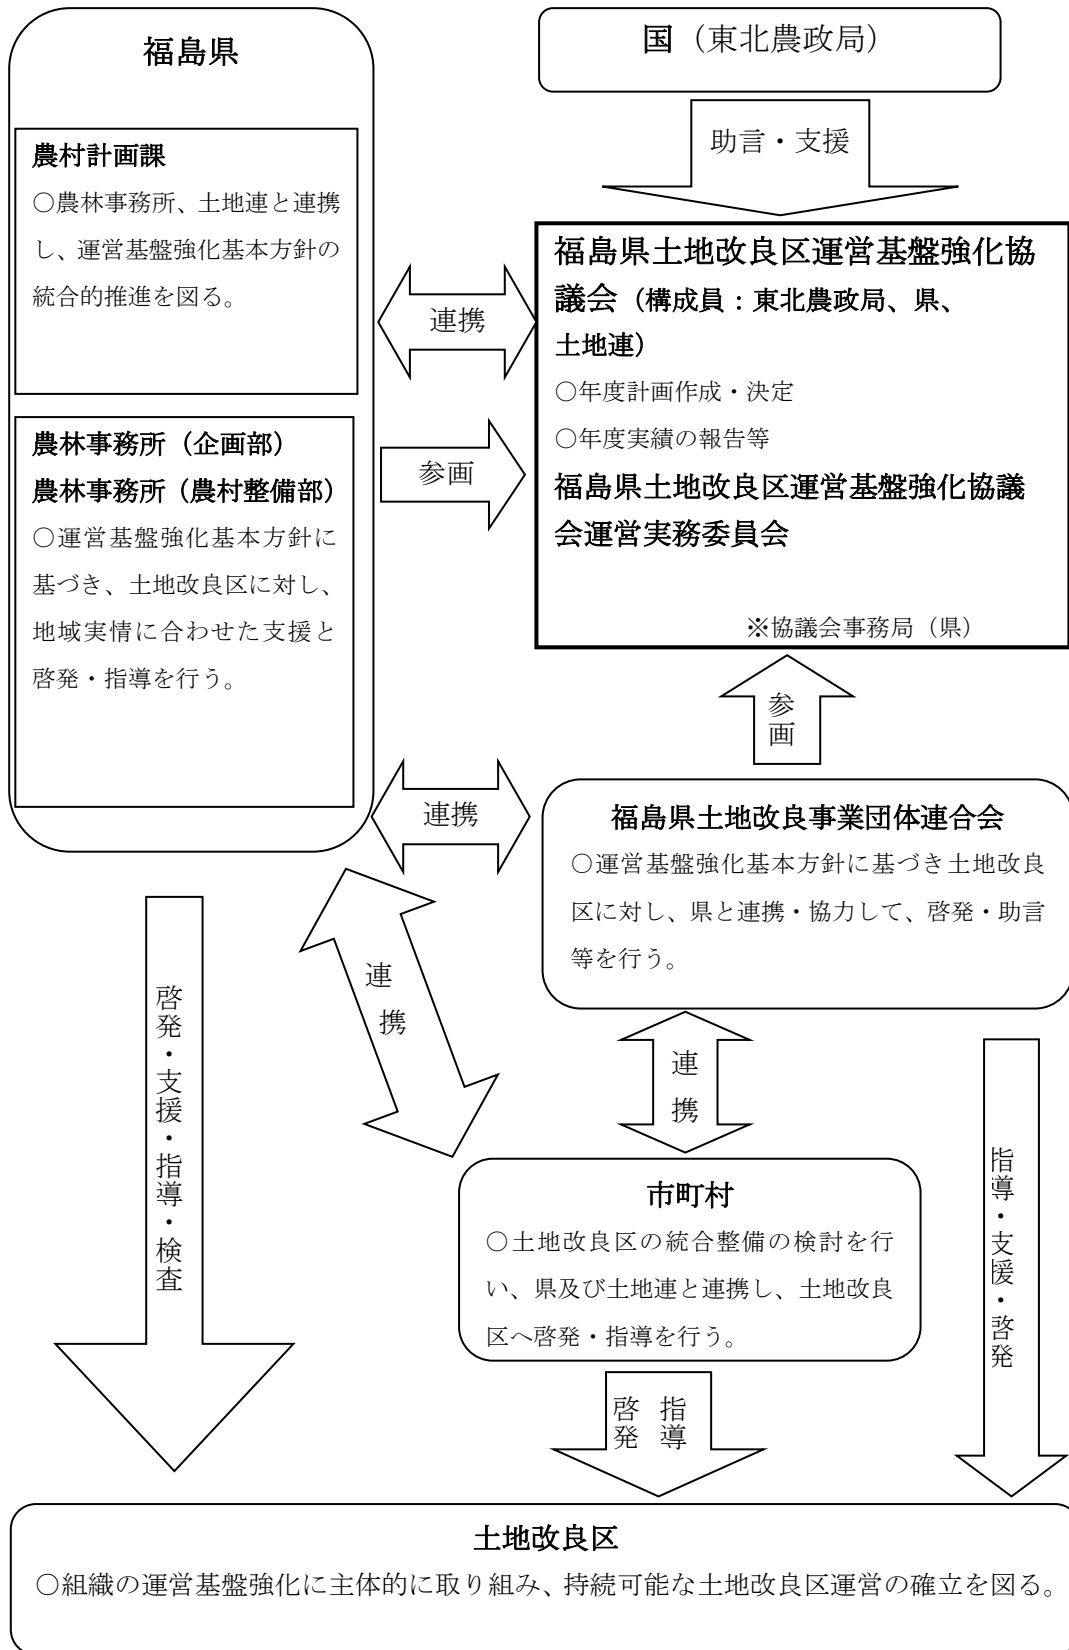 福島県
国（東北農政局）
助言・支援
農村計画課
○農林事務所、土地連と連携
し、運営基盤強化基本方針の
統合的推進を図る。
連携
福島県土地改良区運営基盤強化協
議会（構成員：東北農政局、県、
土地連）
○年度計画作成・決定
○年度実績の報告等
福島県土地改良区運営基盤強化協議
会運営実務委員会
※協議会事務局（県）
農林事務所（企画部）
農林事務所（農村整備部）
○運営基盤強化基本方針に
基づき、土地改良区に対し、
地域実情に合わせた支援と
啓発・指導を行う。
参画
参画
連携
福島県土地改良事業団体連合会
○運営基盤強化基本方針に基づき土地改良
区に対し、県と連携・協力して、啓発・助言
等を行う。
連携
連携
啓発・支援・指導・検査
市町村
○土地改良区の統合整備の検討を行
い、県及び土地連と連携し、土地改良
区へ啓発・指導を行う。
指導・支援・啓発
指導
啓発
土地改良区
○組織の運営基盤強化に主体的に取り組み、持続可能な土地改良区運営の確立を図る。